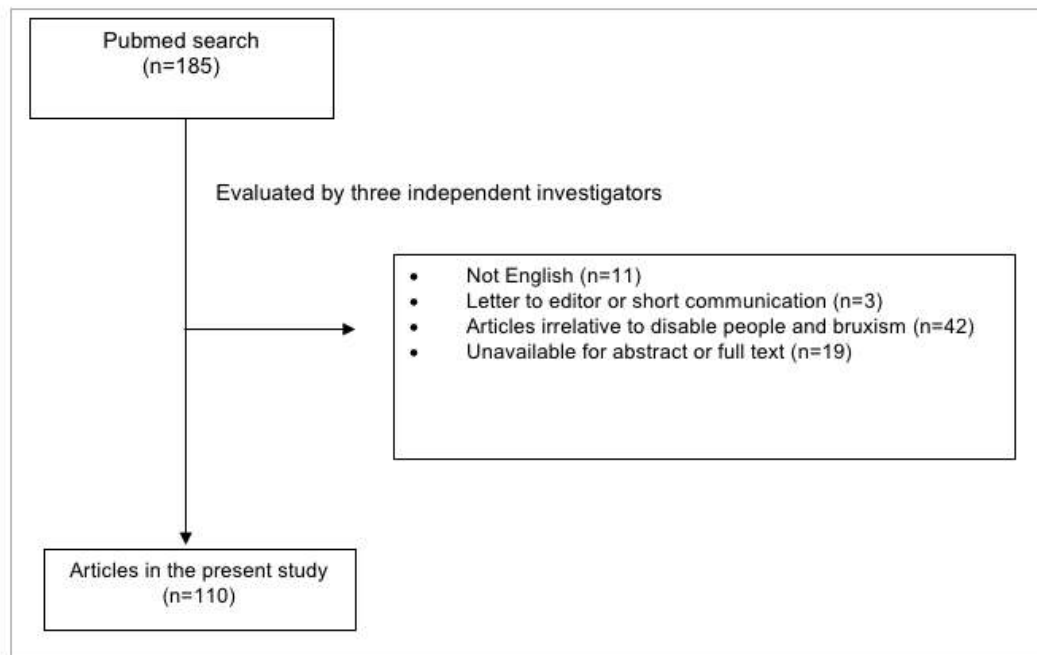 Pubmed search
(n=185)
Evaluated by three independent investigators
• Not English (n=11)
• Letter to editor or short communication (n=3)
• Articles irrelative to disable people and bruxism (n=42)
• Unavailable for abstract or full text (n=19)
Articles in the present study
(n=110)